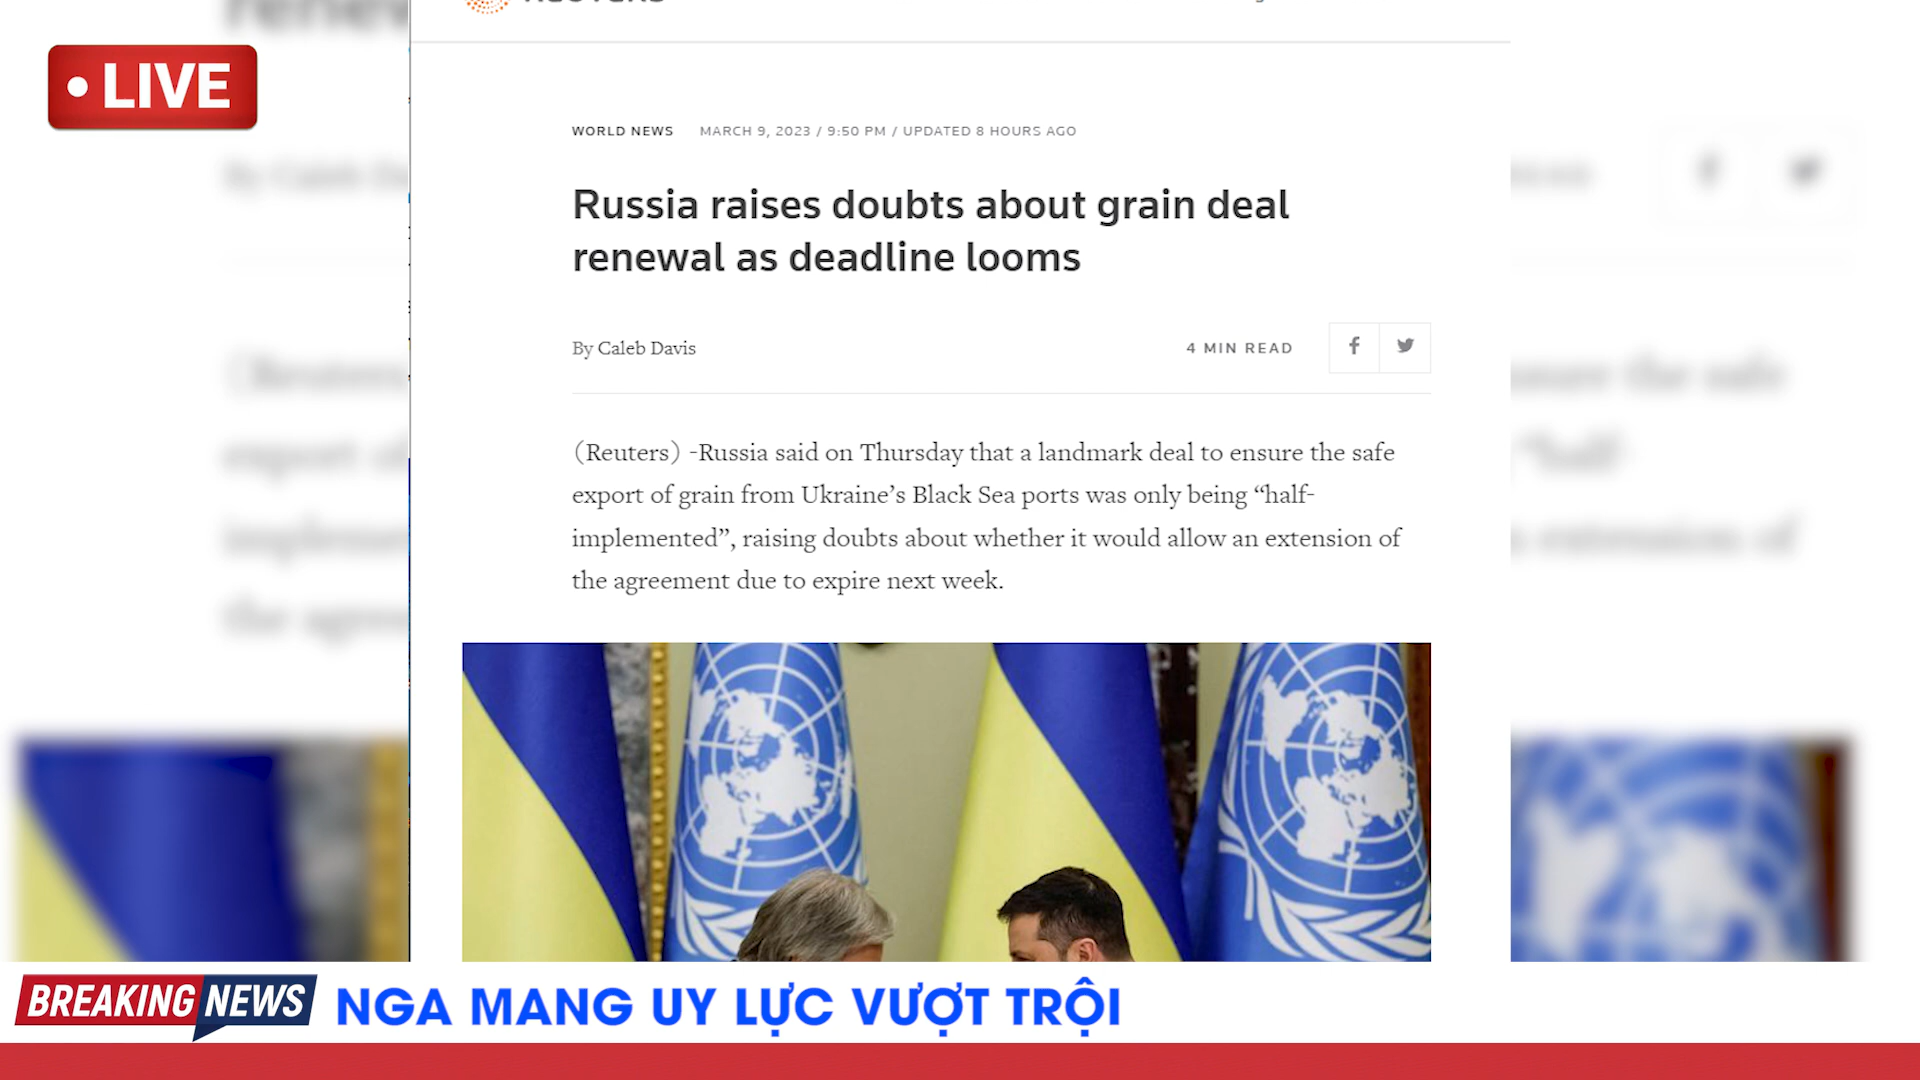 LIVE
WORLD NEWS MARCH 9, 2023 / 9:50 PM / UPDATED 8 HOURS AGO
Russia raises doubts about grain deal
renewal as deadline looms
By Caleb Davis
4 MIN READ
(Reuters) -Russia said on Thursday that a landmark deal to ensure the safe
export of grain from Ukraine’s Black Sea ports was only being “half-
implemented”, raising doubts about whether it would allow an extension of
the agreement due to expire next week.
BREAKING NEWS
NGA MANG UY LỰC VƯỢT TRỘI